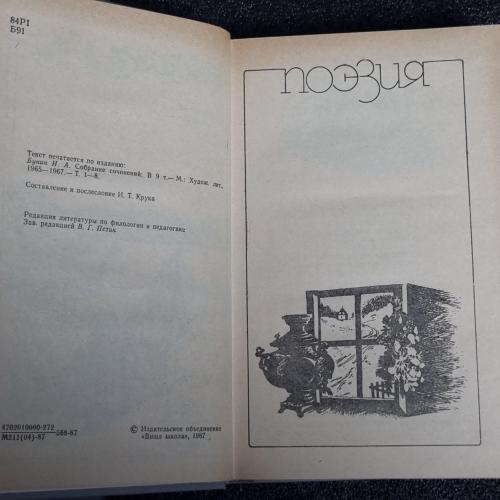 84Р1
Б91
Текст печатается по изданию:
Бунин И. А. Собрание сочинений. В 9 т.— М.: Худож. лит.,
1965—1967.— Т. 1—8.
Составление и послесловие И. Т. Крука
Редакция литературы по филологии и педагогике
Зав. редакцией В. Г. Петик
Б 4702010000-272
М211(04)-87 568-87
© Издательское объединение
«Вища школа», 1987
поэзия